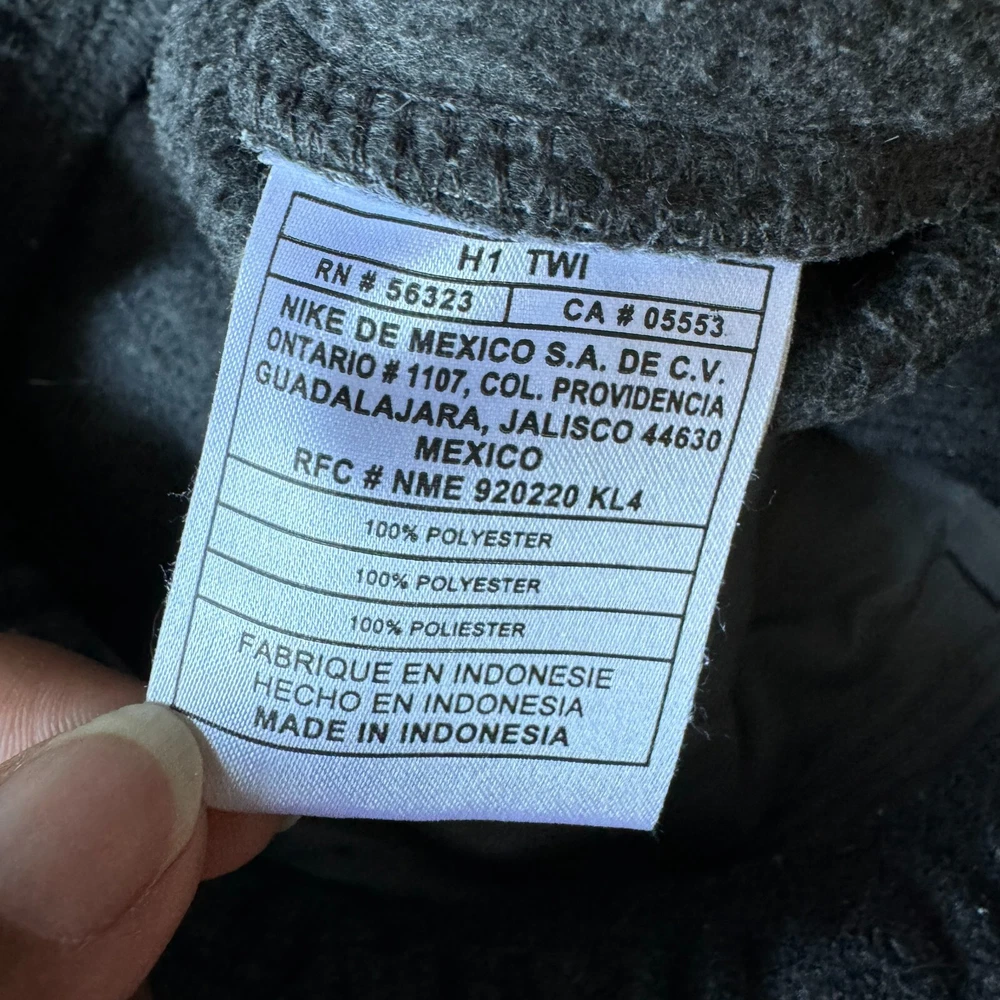 H1 TWI
RN # 56323 CA # 05553
NIKE DE MEXICO S.A. DE C.V.
ONTARIO # 1107, COL. PROVIDENCIA
GUADALAJARA, JALISCO 44630
MEXICO
RFC # NME 920220 KL4
100% POLYESTER
100% POLYESTER
100% POLIESTER
FABRIQUE EN INDONESIE
HECHO EN INDONESIA
MADE IN INDONESIA